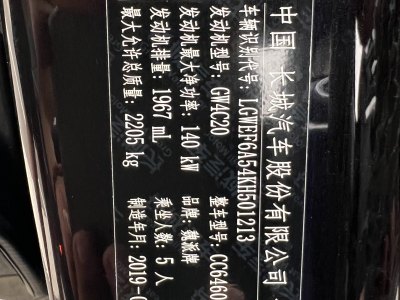 中国 长城汽车股份有限公司
车辆识别代号: LGWEF6A54KH501213
发动机型号: GW4C20 整车型号: CC6460
发动机最大净功率: 140 kW 品牌:
发动机排量: 1967 ml 乘坐人数: 5 人
最大允许总质量: 2205 kg 制造年月: 2019-0